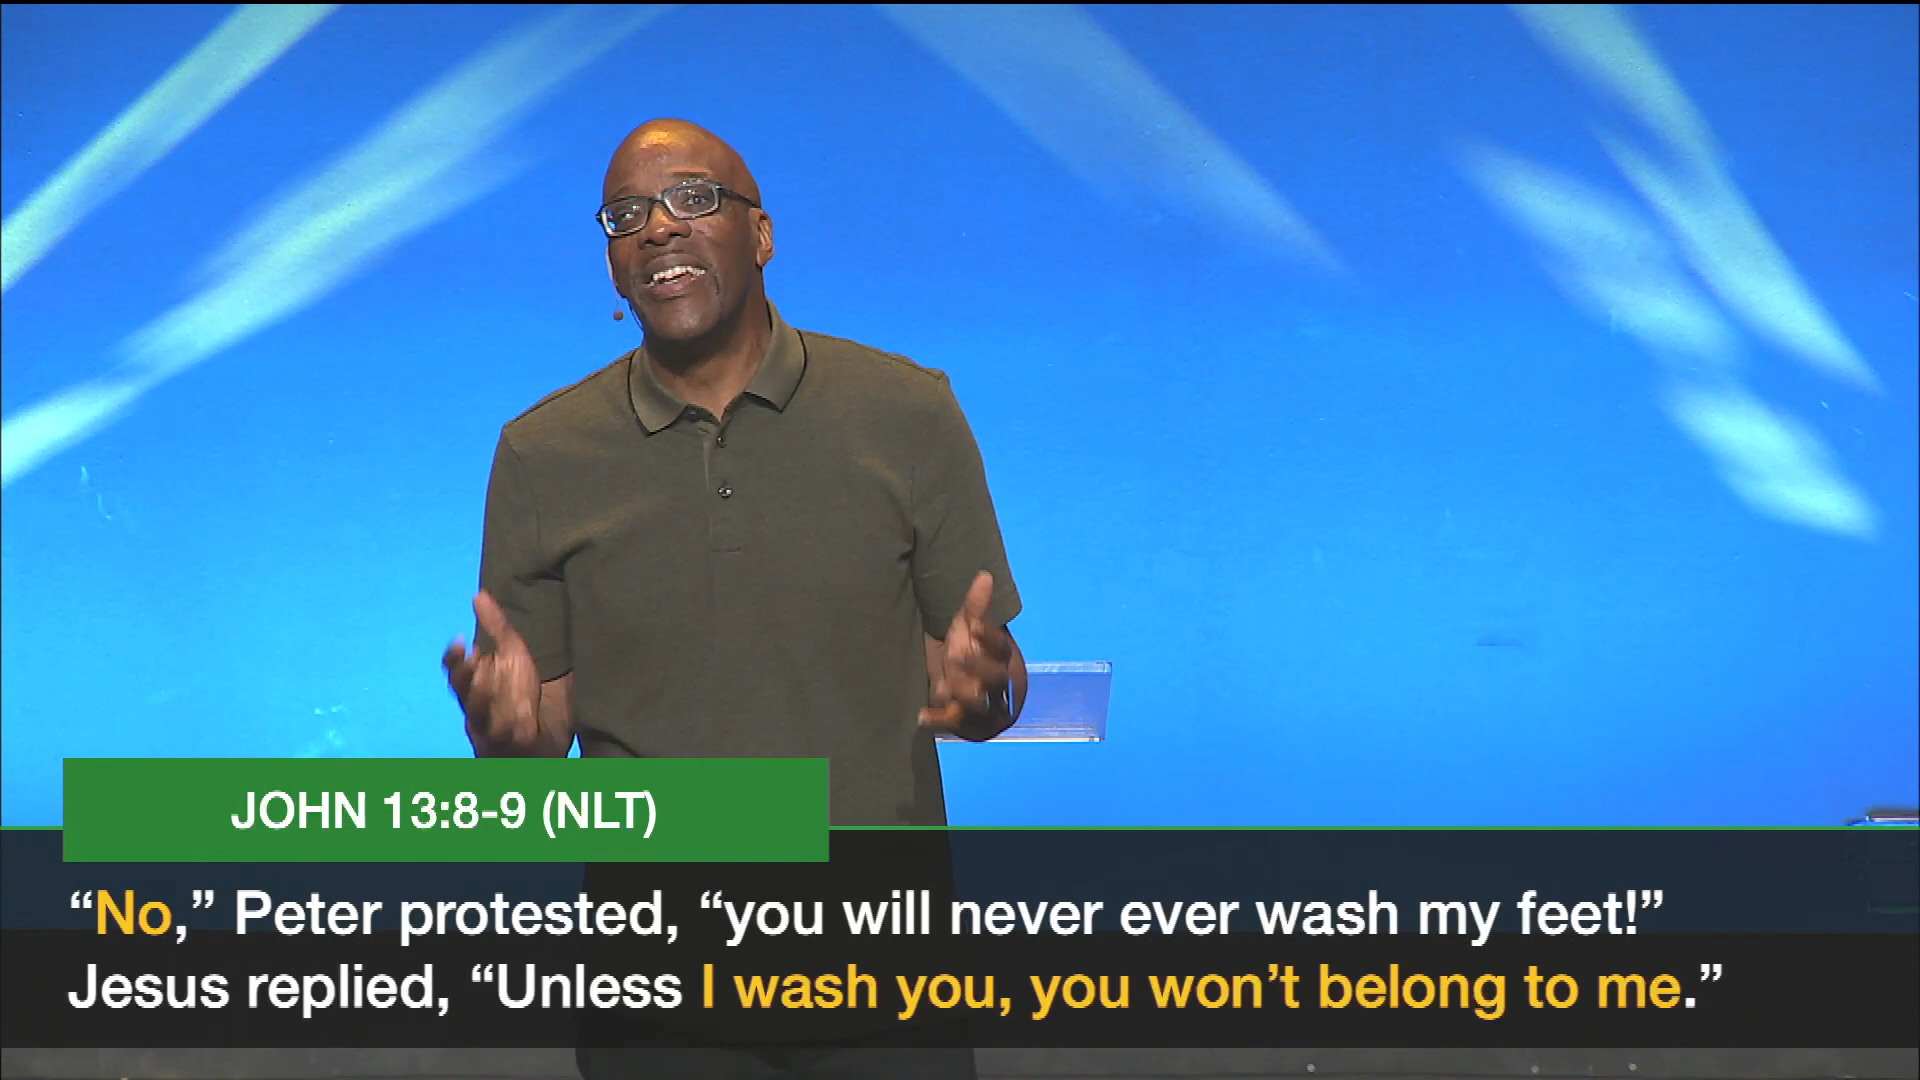 JOHN 13:8-9 (NLT)
“No,” Peter protested, “you will never ever wash my feet!”
Jesus replied, “Unless I wash you, you won’t belong to me.”